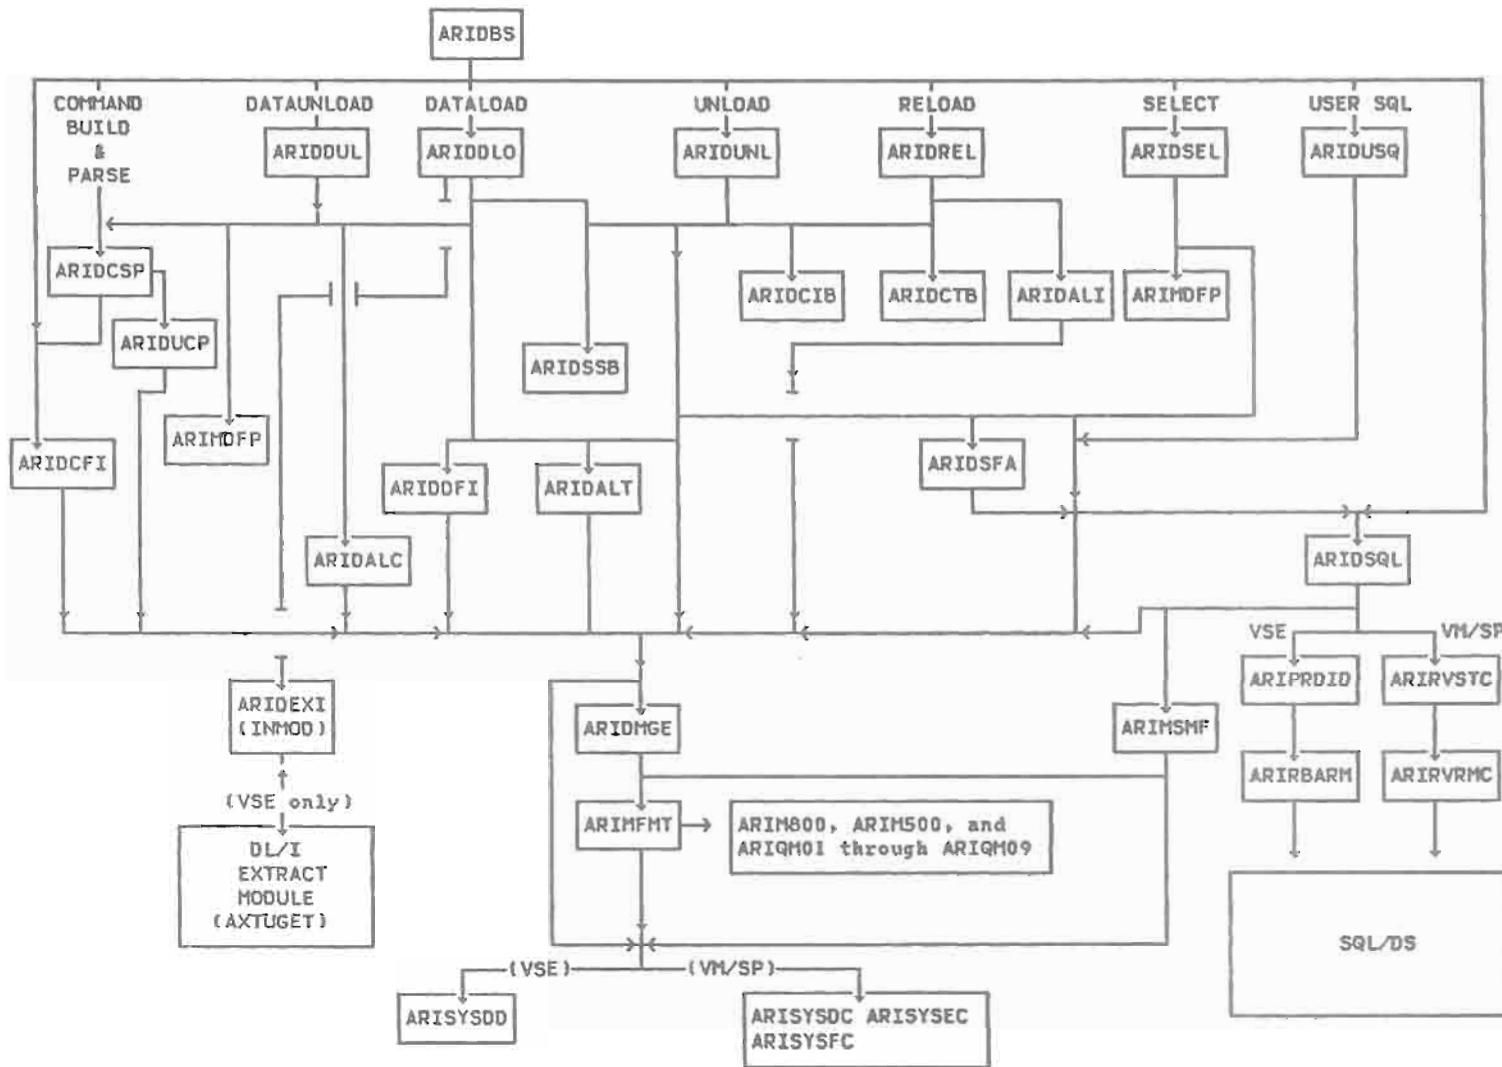 ARIDBS
COMMAND
BUILD
&
PARSE
DATAUNLOAD
DATALOAD
UNLOAD
RELOAD
SELECT
USER SQL
ARIDDUL
ARIDDLO
ARIDUNL
ARIDREL
ARIDSEL
ARIDUSQ
ARIDCSP
ARIDCIB
ARIDCTB
ARIDALI
ARIMDFP
ARIDUCP
ARIDSSB
ARIMDFP
ARIDCFI
ARIDDFI
ARIDALT
ARIDSFA
ARIDALC
ARIDSQL
VSE
VM/SP
ARIDEXI
(INMOD)
ARIDMGE
ARIMSMF
ARIPRDID
ARIRVSTC
ARIRBARM
ARIRVRMC
(VSE only)
ARIMFMT
ARIM800, ARIM500, and
ARIQM01 through ARIQM09
DL/I
EXTRACT
MODULE
(AXTUGET)
SQL/DS
(VSE)
(VM/SP)
ARISYSDD
ARISYSDC ARISYSEC
ARISYSFC